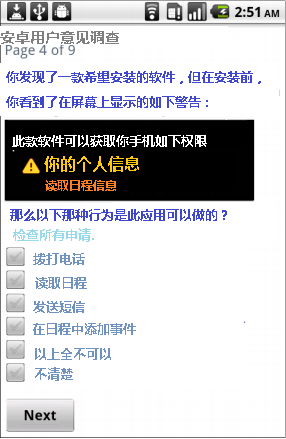 2:51 AM
安卓用户意见调查
Page 4 of 9
你发现了一款希望安装的软件，但在安装前，
你看到了在屏幕上显示的如下警告：
此款软件可以获取你手机如下权限
你的个人信息
读取日程信息
那么以下那种行为是此应用可以做的？
检查所有申请.
拨打电话
读取日程
发送短信
在日程中添加事件
以上全不可以
不清楚
Next